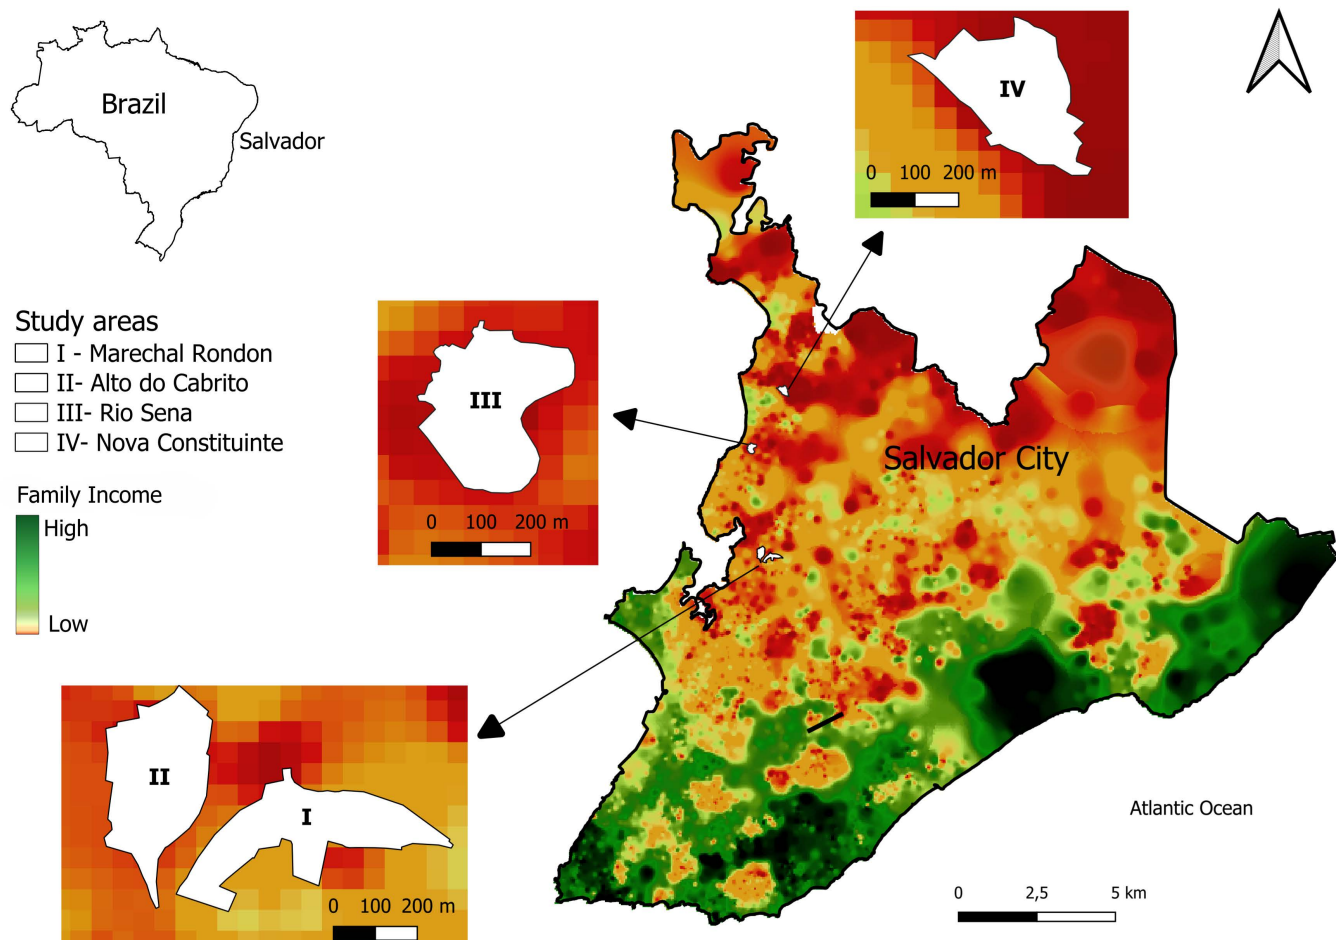 Brazil
Salvador
Study areas
I - Marechal Rondon
II- Alto do Cabrito
III- Rio Sena
IV- Nova Constituinte
Family Income
High
Low
IV
0 100 200 m
III
0 100 200 m
Salvador City
II
I
0 100 200 m
Atlantic Ocean
0 2,5 5 km